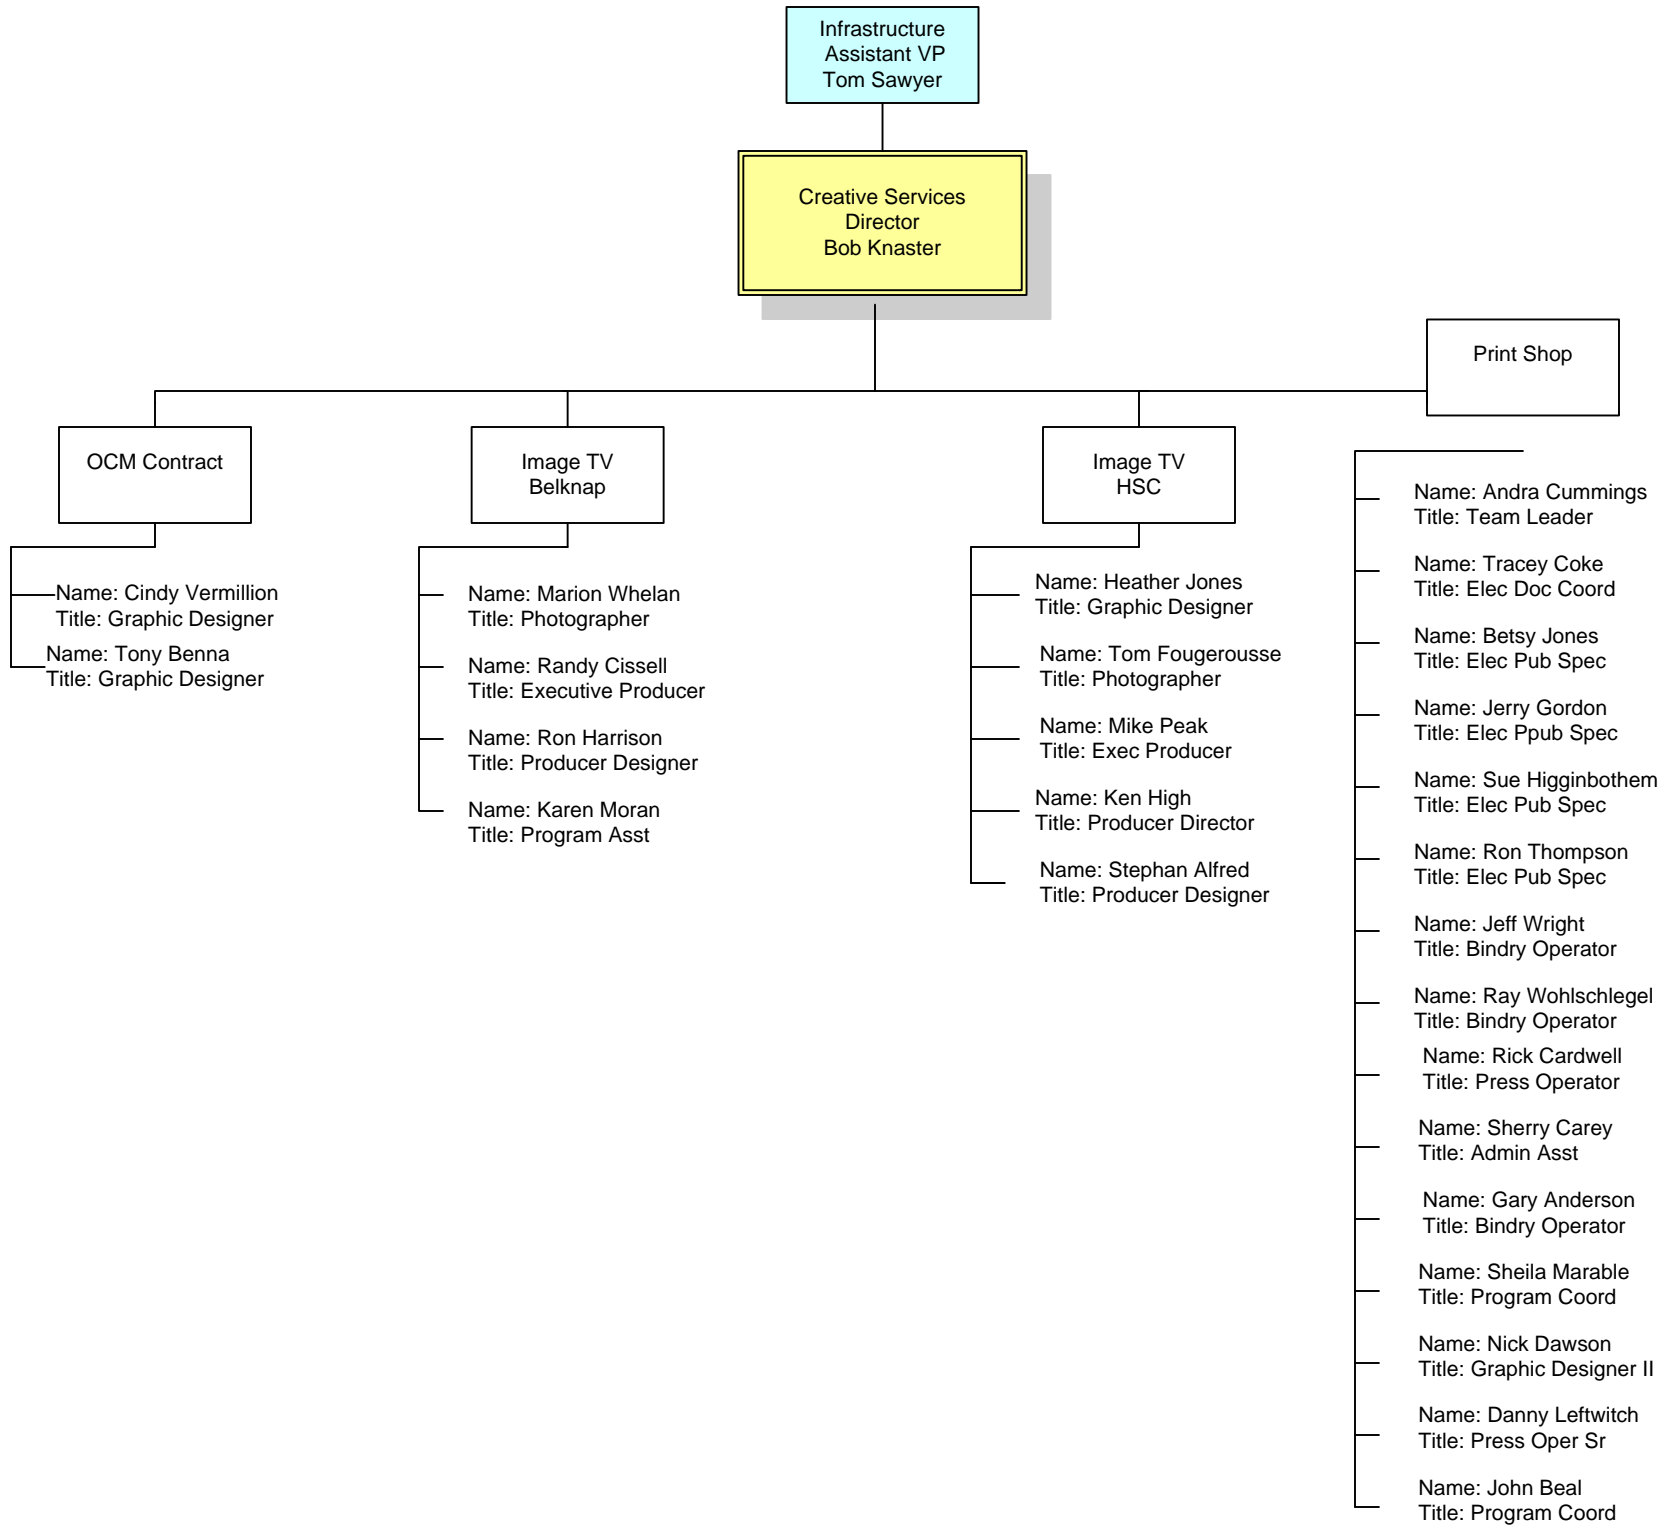 Infrastructure
Assistant VP
Tom Sawyer
Creative Services
Director
Bob Knaster
Print Shop
OCM Contract
Image TV
Belknap
Image TV
HSC
Name: Cindy Vermillion
Title: Graphic Designer
Name: Tony Benna
Title: Graphic Designer
Name: Marion Whelan
Title: Photographer
Name: Randy Cissell
Title: Executive Producer
Name: Ron Harrison
Title: Producer Designer
Name: Karen Moran
Title: Program Asst
Name: Heather Jones
Title: Graphic Designer
Name: Tom Fougerousse
Title: Photographer
Name: Mike Peak
Title: Exec Producer
Name: Ken High
Title: Producer Director
Name: Stephan Alfred
Title: Producer Designer
Name: Andra Cummings
Title: Team Leader
Name: Tracey Coke
Title: Elec Doc Coord
Name: Betsy Jones
Title: Elec Pub Spec
Name: Jerry Gordon
Title: Elec Ppub Spec
Name: Sue Higginbothem
Title: Elec Pub Spec
Name: Ron Thompson
Title: Elec Pub Spec
Name: Jeff Wright
Title: Bindry Operator
Name: Ray Wohlschlegel
Title: Bindry Operator
Name: Rick Cardwell
Title: Press Operator
Name: Sherry Carey
Title: Admin Asst
Name: Gary Anderson
Title: Bindry Operator
Name: Sheila Marable
Title: Program Coord
Name: Nick Dawson
Title: Graphic Designer II
Name: Danny Leftwitch
Title: Press Oper Sr
Name: John Beal
Title: Program Coord